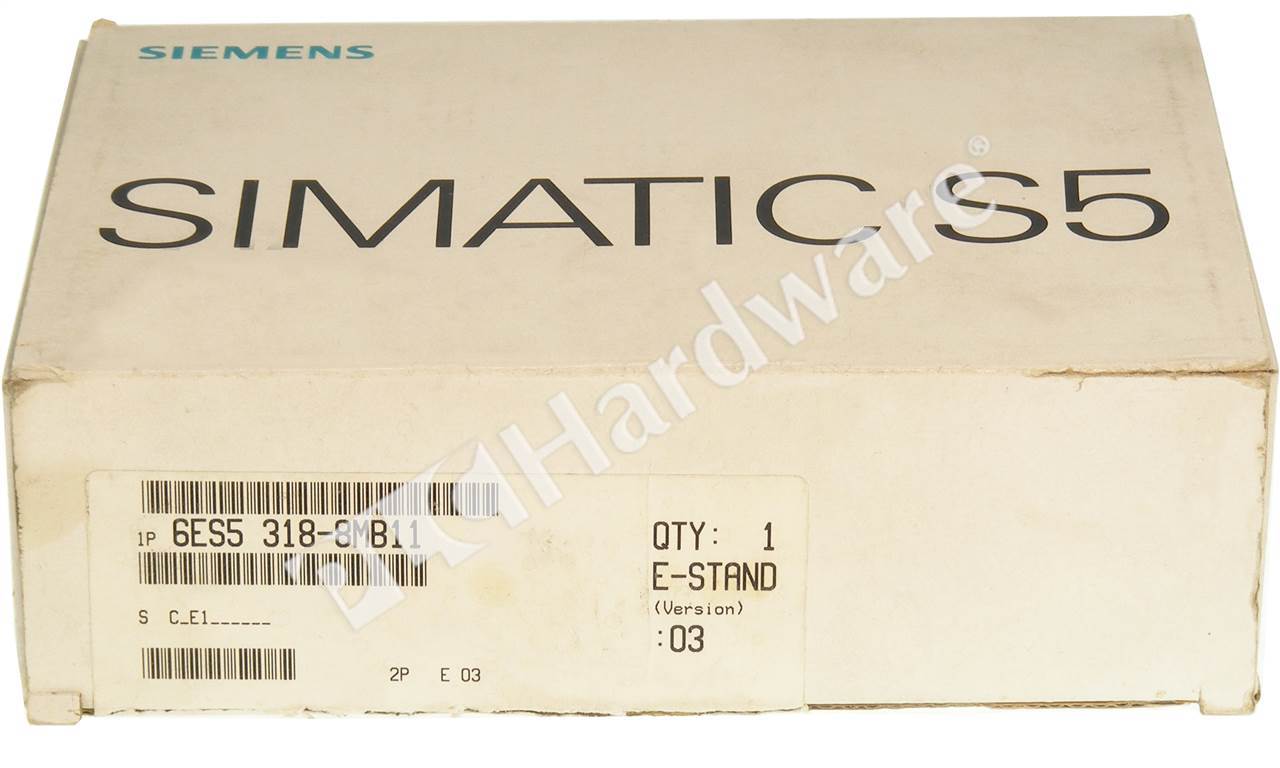 SIEMENS
SIMATIC S5
PLCHardware®
1P 6ES5 318-8MB11
S C_E1______
2P E 03
QTY: 1
E-STAND
(Version)
:03